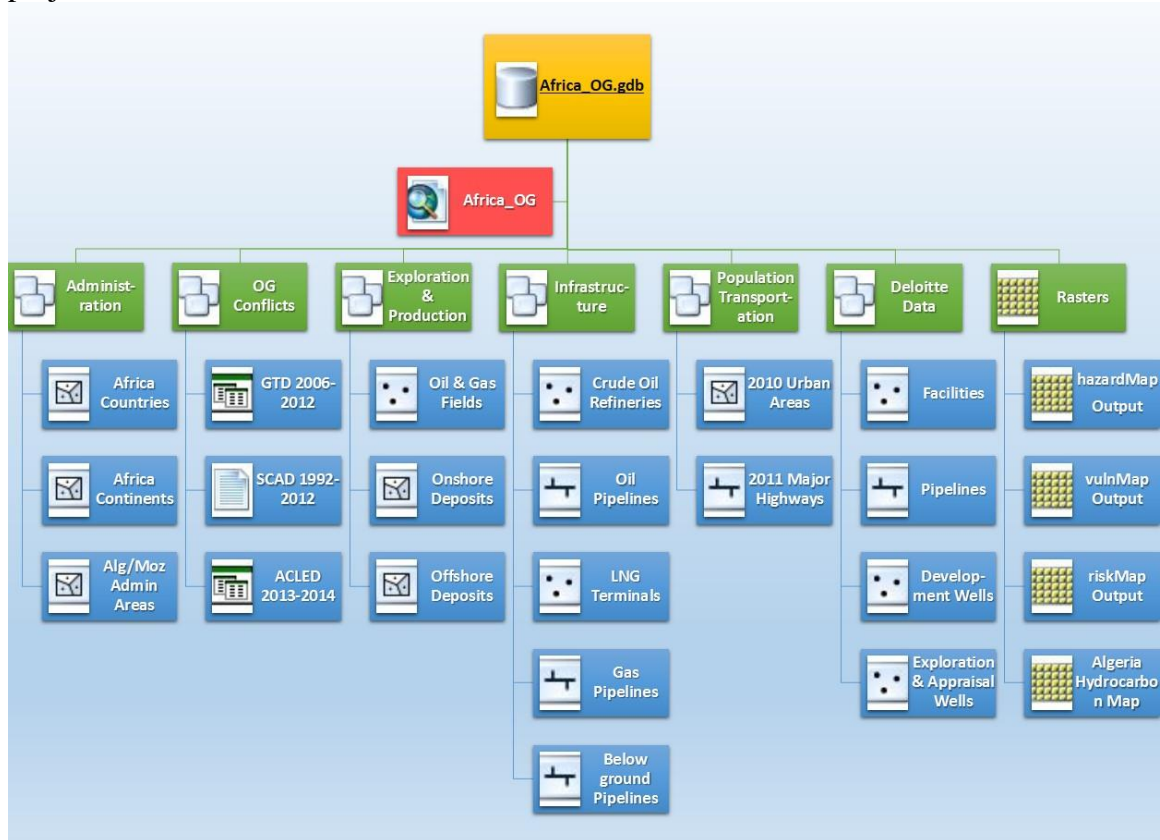 Africa_OG.gdb
Africa_OG
Administ-
ration
OG
Conflicts
Exploration
&
Production
Infrastruc-
ture
Population
Transport-
ation
Deloitte
Data
Rasters
Africa
Countries
GTD 2006-
2012
Oil & Gas
Fields
Crude Oil
Refineries
2010 Urban
Areas
Facilities
hazardMap
Output
Africa
Continents
SCAD 1992-
2012
Onshore
Deposits
Oil
Pipelines
2011 Major
Highways
Pipelines
vulnMap
Output
Alg/Moz
Admin
Areas
ACLED
2013-2014
Offshore
Deposits
LNG
Terminals
Develop-
ment Wells
riskMap
Output
Gas
Pipelines
Exploration
& Appraisal
Wells
Algeria
Hydrocarbo
n Map
Below
ground
Pipelines